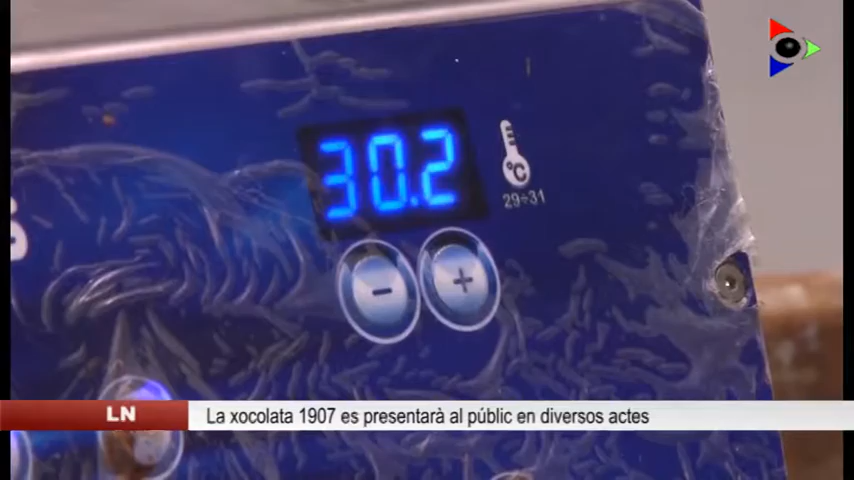 30.2
°C
29÷31
-
+
LN
La xocolata 1907 es presentarà al públic en diversos actes